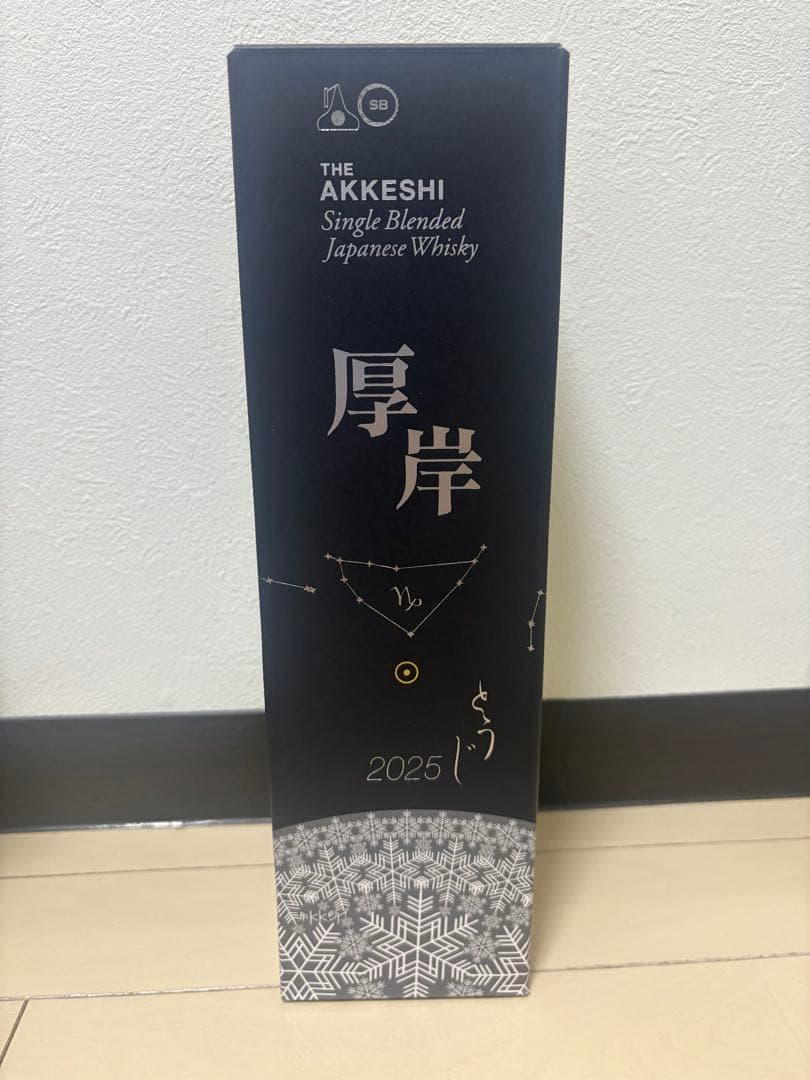 SB
THE
AKKESHI
Single Blended
Japanese Whisky
厚岸
♑
とうじ
2025